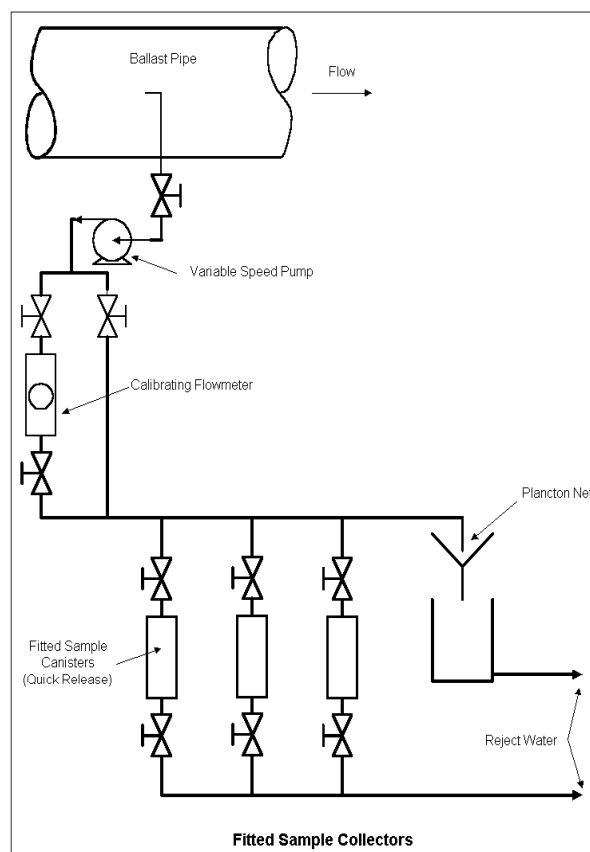 Ballast Pipe
Flow
Variable Speed Pump
Calibrating Flowmeter
Plancton Net
Fitted Sample
Canisters
(Quick Release)
Reject Water
Fitted Sample Collectors